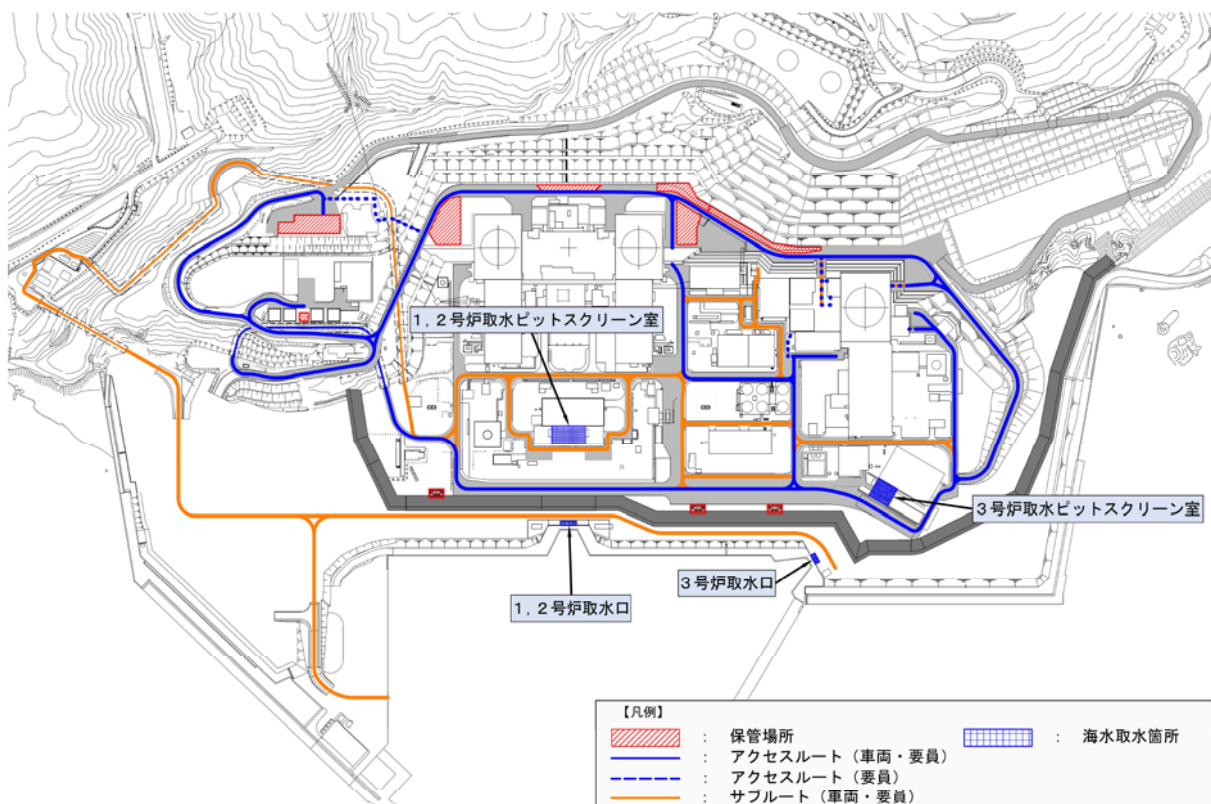 1,2号炉取水ピットスクリーン室
3号炉取水ピットスクリーン室
3号炉取水口
1,2号炉取水口
【凡例】
: 保管場所
: 海水取水箇所
: アクセスルート(車両・要員)
: アクセスルート(要員)
: サブルート(車両・要員)